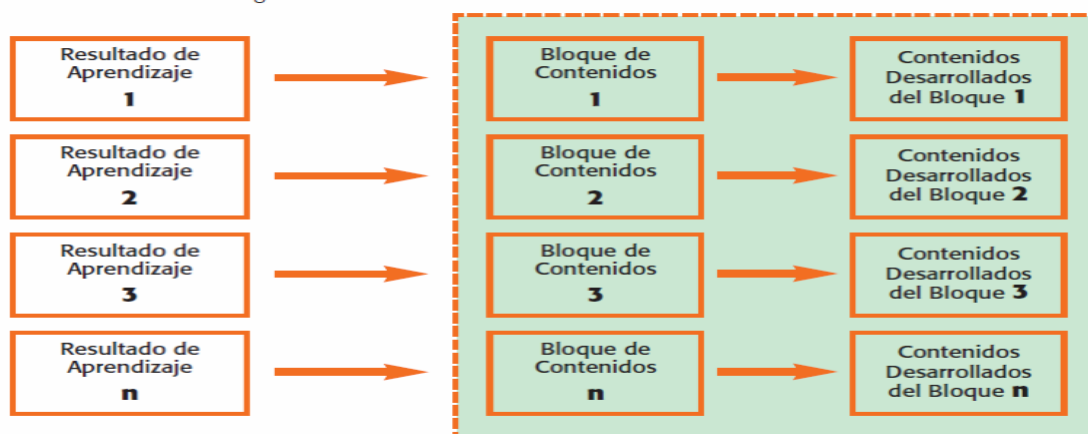 Resultado de
Aprendizaje
1
Bloque de
Contenidos
1
Contenidos
Desarrollados
del Bloque 1
Resultado de
Aprendizaje
2
Bloque de
Contenidos
2
Contenidos
Desarrollados
del Bloque 2
Resultado de
Aprendizaje
3
Bloque de
Contenidos
3
Contenidos
Desarrollados
del Bloque 3
Resultado de
Aprendizaje
n
Bloque de
Contenidos
n
Contenidos
Desarrollados
del Bloque n